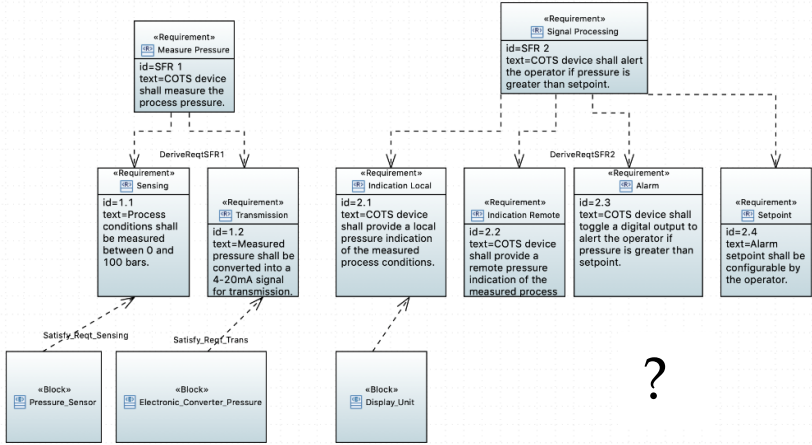 «Requirement»
Measure Pressure
id=SFR 1
text=COTS device
shall measure the
process pressure.
«Requirement»
Signal Processing
id=SFR 2
text=COTS device shall alert
the operator if pressure is
greater than setpoint.
DeriveReqtSFR1
DeriveReqtSFR2
«Requirement»
Sensing
id=1.1
text=Process
conditions shall
be measured
between 0 and
100 bars.
«Requirement»
Transmission
id=1.2
text=Measured
pressure shall be
converted into a
4-20mA signal
for transmission.
«Requirement»
Indication Local
id=2.1
text=COTS device
shall provide a local
pressure indication
of the measured
process conditions.
«Requirement»
Indication Remote
id=2.2
text=COTS device
shall provide a
remote pressure
indication of the
measured process
«Requirement»
Alarm
id=2.3
text=COTS device shall
toggle a digital output to
alert the operator if
pressure is greater than
setpoint.
«Requirement»
Setpoint
id=2.4
text=Alarm
setpoint shall be
configurable by
the operator.
Satisfy_Reqt_Sensing
Satisfy_Reqt_Trans
«Block»
Pressure_Sensor
«Block»
Electronic_Converter_Pressure
«Block»
Display_Unit
?